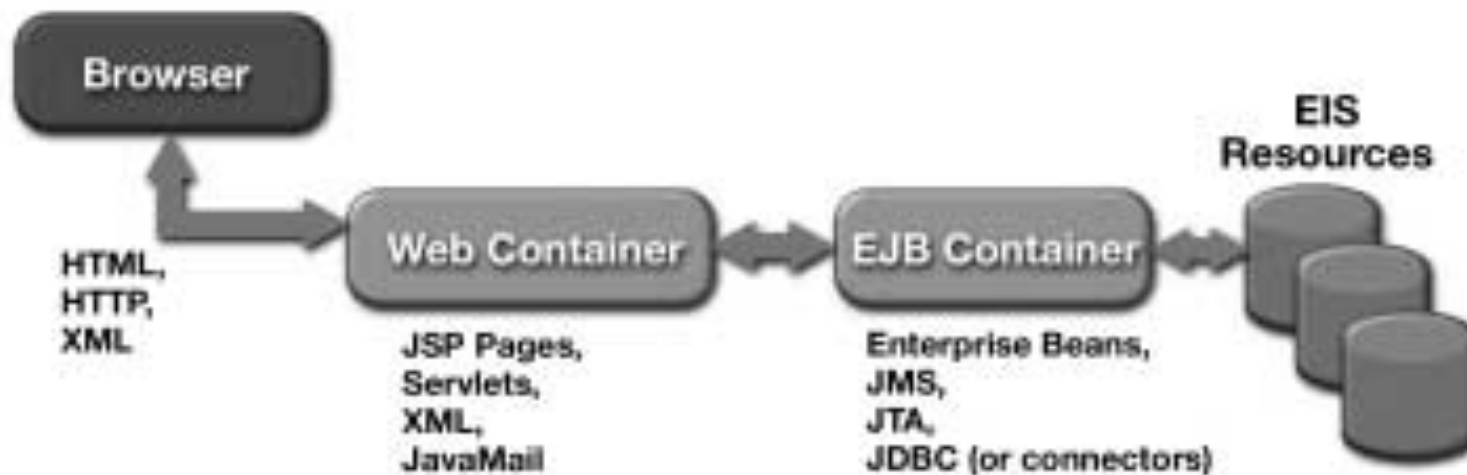 Browser
EIS
Resources
Web Container
EJB Container
HTML,
HTTP,
XML
JSP Pages,
Servlets,
XML,
JavaMail
Enterprise Beans,
JMS,
JTA,
JDBC (or connectors)